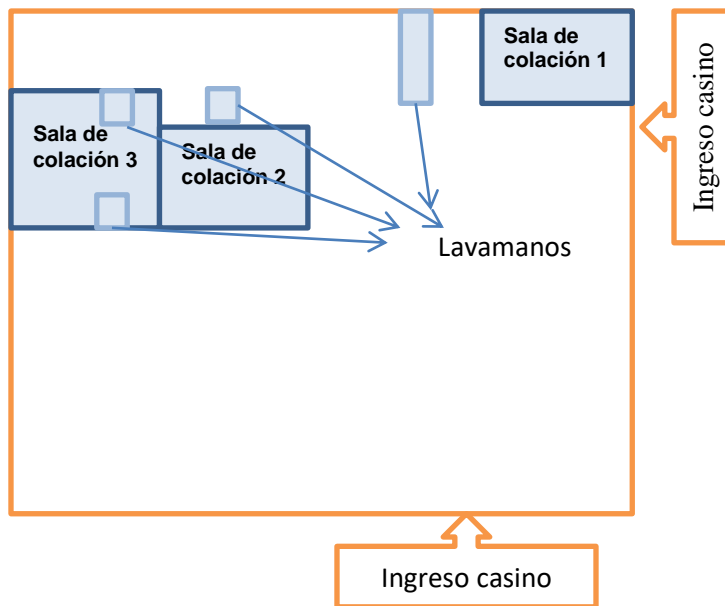 Sala de
colación 1
Ingreso casino
Sala de
colación 3
Sala de
colación 2
Lavamanos
Ingreso casino